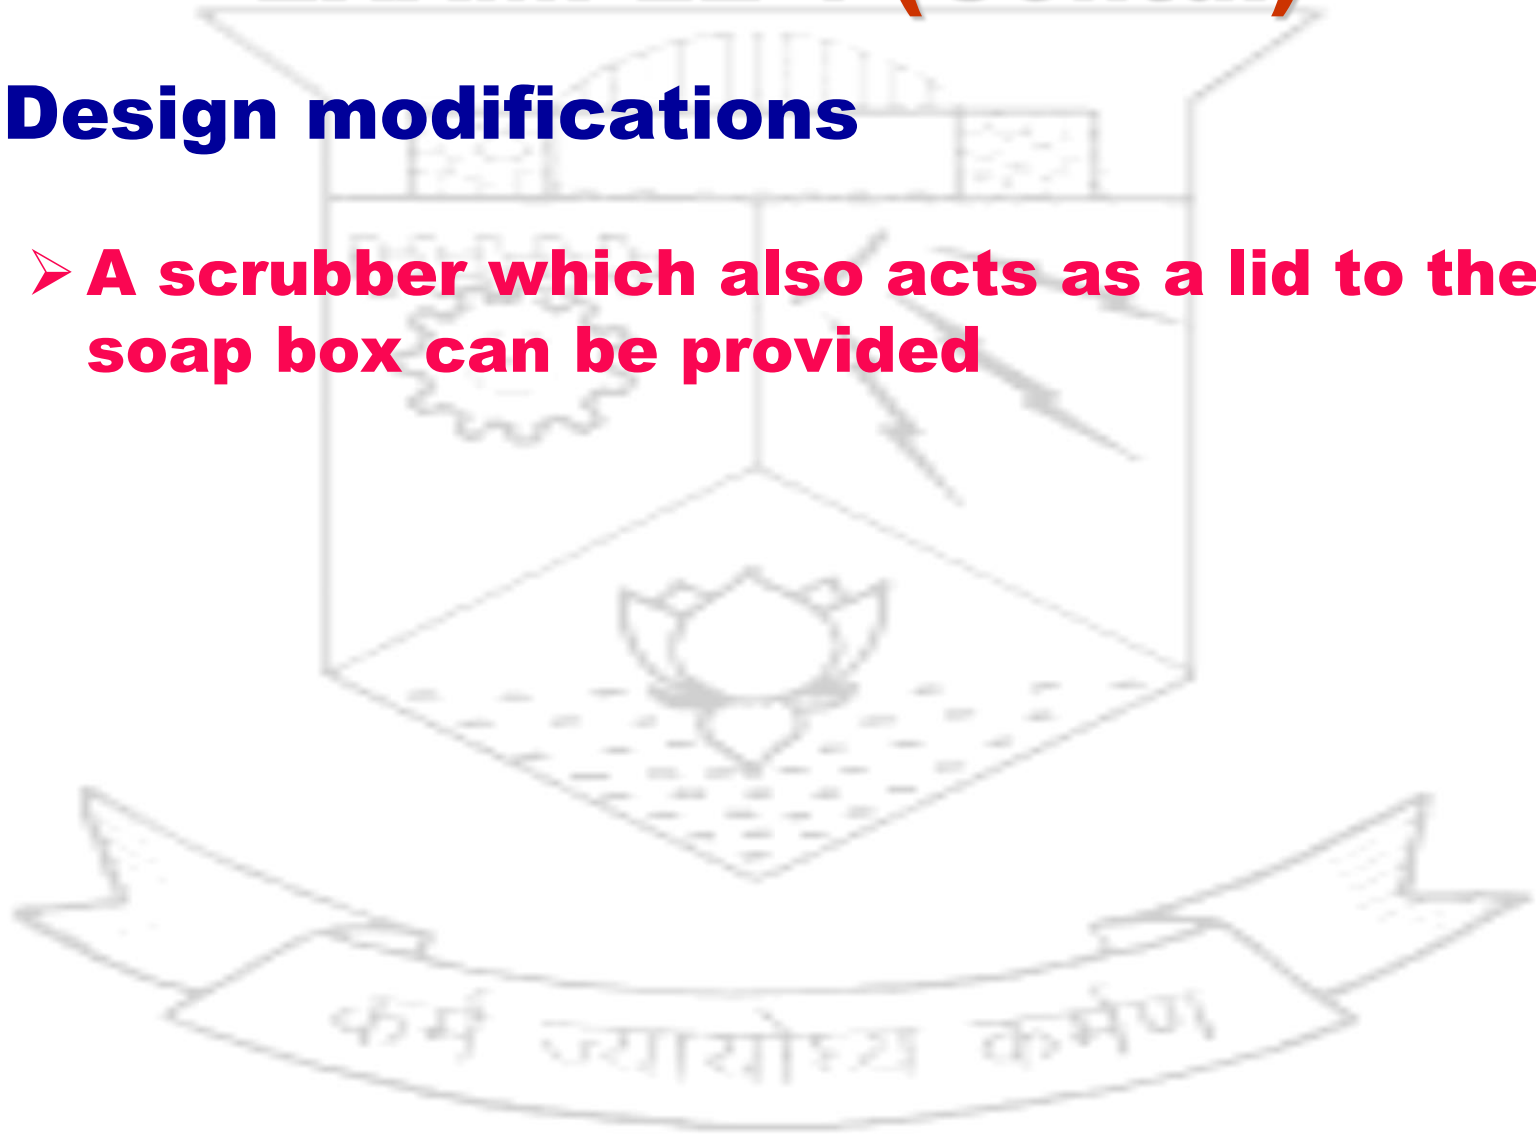 Design modifications
➢ A scrubber which also acts as a lid to the
soap box can be provided
कर्म ज्यायोध्य कर्मण